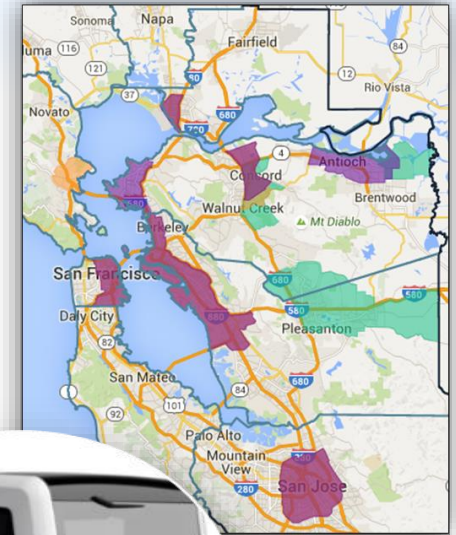 Sonoma
Napa
116
Fairfield
84
121
80
12
37
Rio Vista
Novato
680
780
4
Antioch
Concord
580
Brentwood
Walnut Creek
Mt Diablo
Berkeley
San Francisco
680
580
580
Daly City
880
Pleasanton
82
San Mateo
680
84
92
101
Palo Alto
Mountain
View
280
San Jose